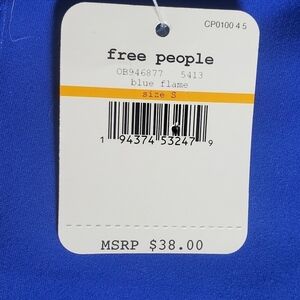 CP0100 4 5
free people
OB946877 5413
blue flame
size S
1 94374 53247 9
MSRP $38.00